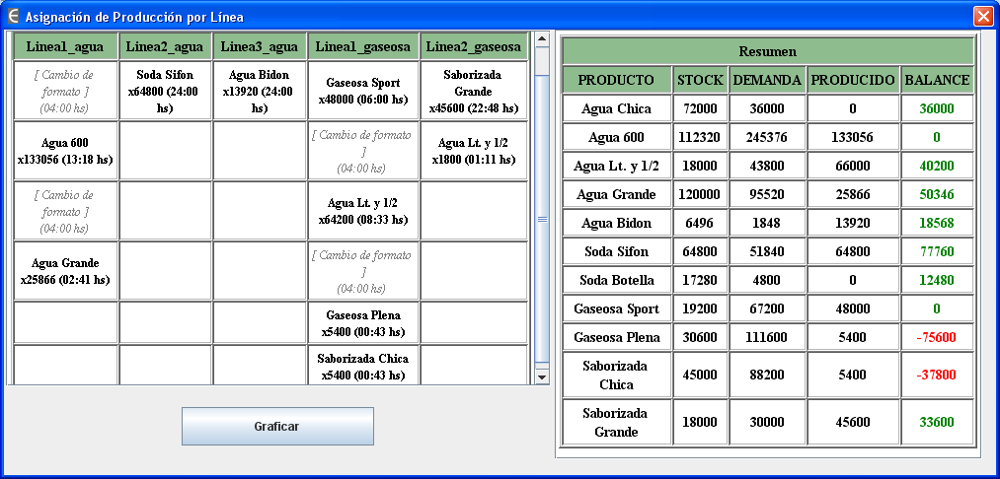 Asignación de Producción por Línea
Linea1_agua Linea2_agua Linea3_agua Linea1_gaseosa Linea2_gaseosa
[ Cambio de
formato ]
(04:00 hs)
Soda Sifon
x64800 (24:00
hs)
Agua Bidon
x13920 (24:00
hs)
Gaseosa Sport
x48000 (06:00 hs)
Saborizada
Grande
x45600 (22:48 hs)
Agua 600
x133056 (13:18 hs)
[ Cambio de formato
]
(04:00 hs)
Agua Lt. y 1/2
x1800 (01:11 hs)
[ Cambio de
formato ]
(04:00 hs)
Agua Lt. y 1/2
x64200 (08:33 hs)
Agua Grande
x25866 (02:41 hs)
[ Cambio de formato
]
(04:00 hs)
Gaseosa Plena
x5400 (00:43 hs)
Saborizada Chica
x5400 (00:43 hs)
Graficar
Resumen
PRODUCTO STOCK DEMANDA PRODUCIDO BALANCE
Agua Chica 72000 36000 0 36000
Agua 600 112320 245376 133056 0
Agua Lt. y 1/2 18000 43800 66000 40200
Agua Grande 120000 95520 25866 50346
Agua Bidon 6496 1848 13920 18568
Soda Sifon 64800 51840 64800 77760
Soda Botella 17280 4800 0 12480
Gaseosa Sport 19200 67200 48000 0
Gaseosa Plena 30600 111600 5400 -75600
Saborizada
Chica 45000 88200 5400 -37800
Saborizada
Grande 18000 30000 45600 33600